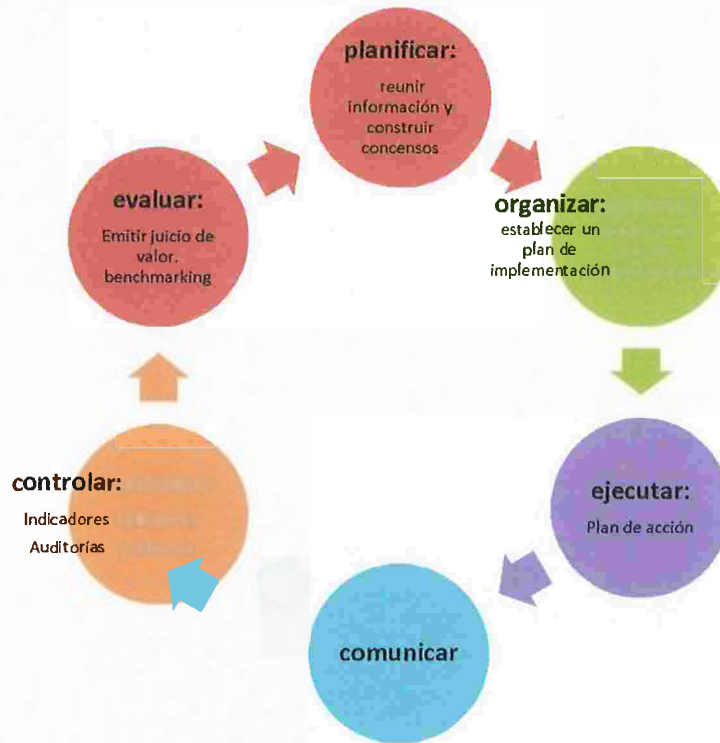 planificar:
reunir
información y
construir
concensos
organizar:
establecer un
plan de
implementación
ejecutar:
Plan de acción
comunicar
controlar:
Indicadores
Auditorías
evaluar:
Emitir juicio de
valor.
benchmarking